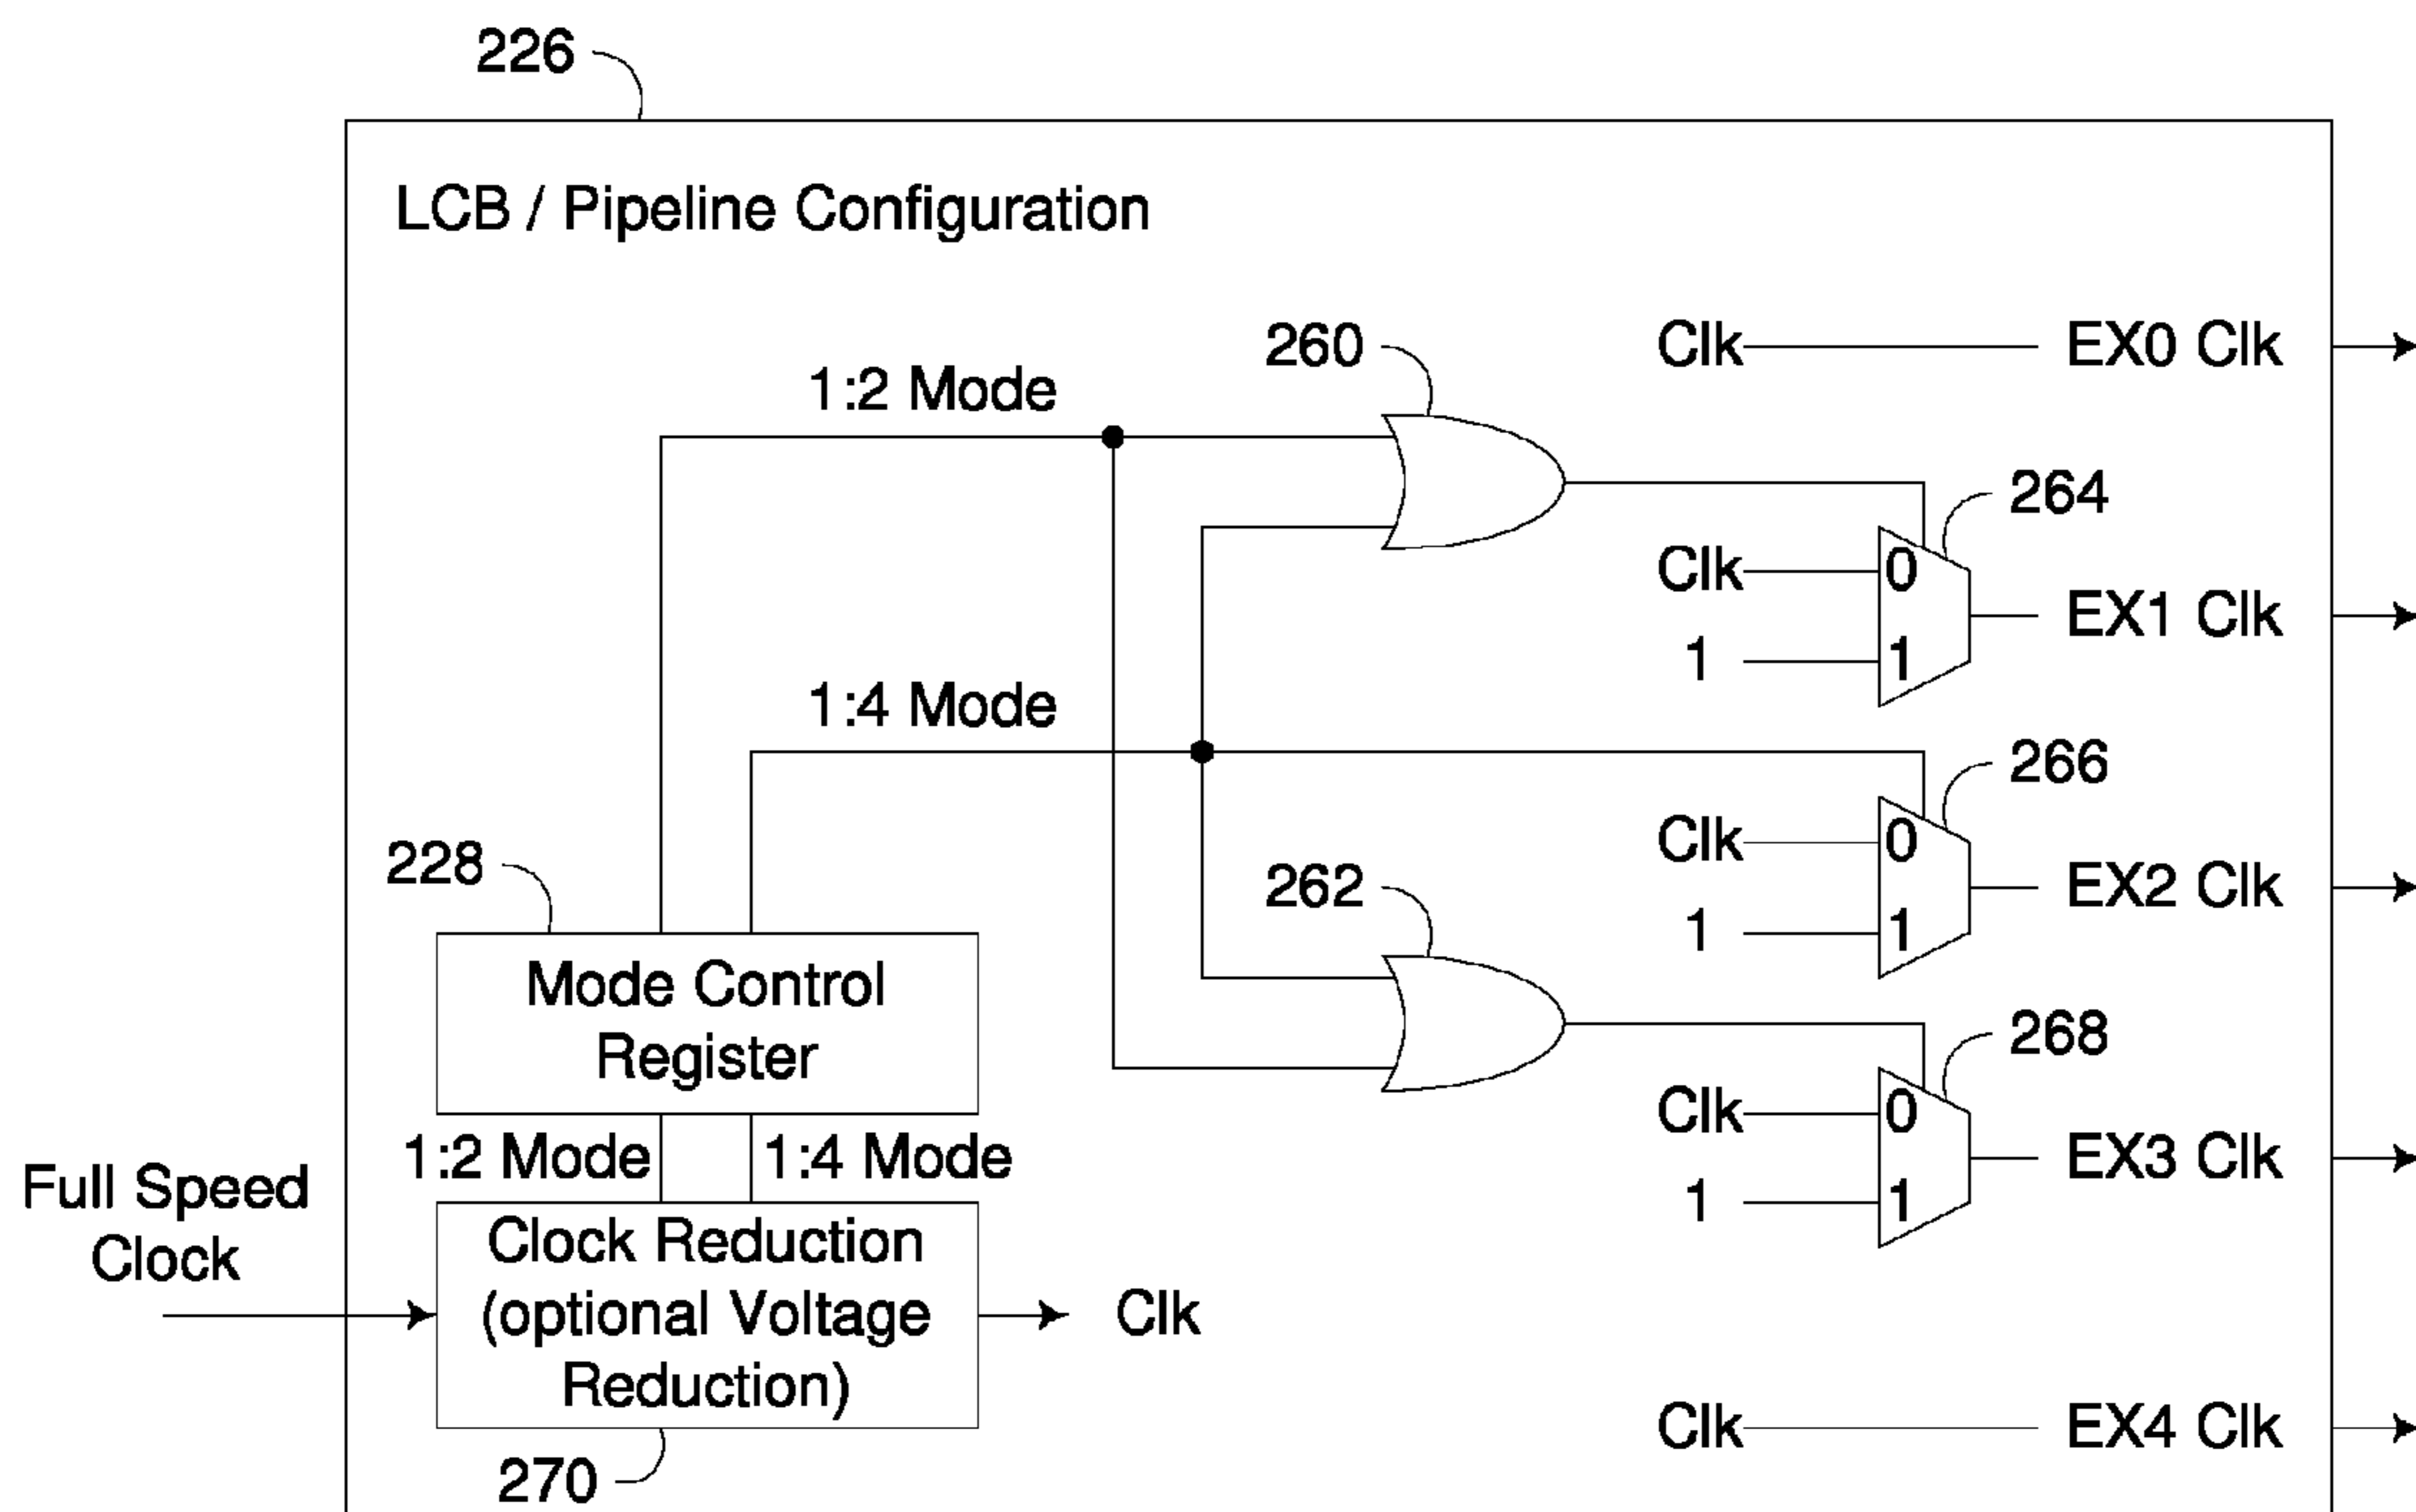 226
LCB / Pipeline Configuration
260
Clk
EX0 Clk
1:2 Mode
264
Clk
0
EX1 Clk
1
1
1:4 Mode
266
228
Clk
0
262
EX2 Clk
1
1
Mode Control
Register
268
Clk
0
1:2 Mode
1:4 Mode
EX3 Clk
Full Speed
Clock
1
1
Clock Reduction
(optional Voltage
Reduction)
Clk
Clk
EX4 Clk
270